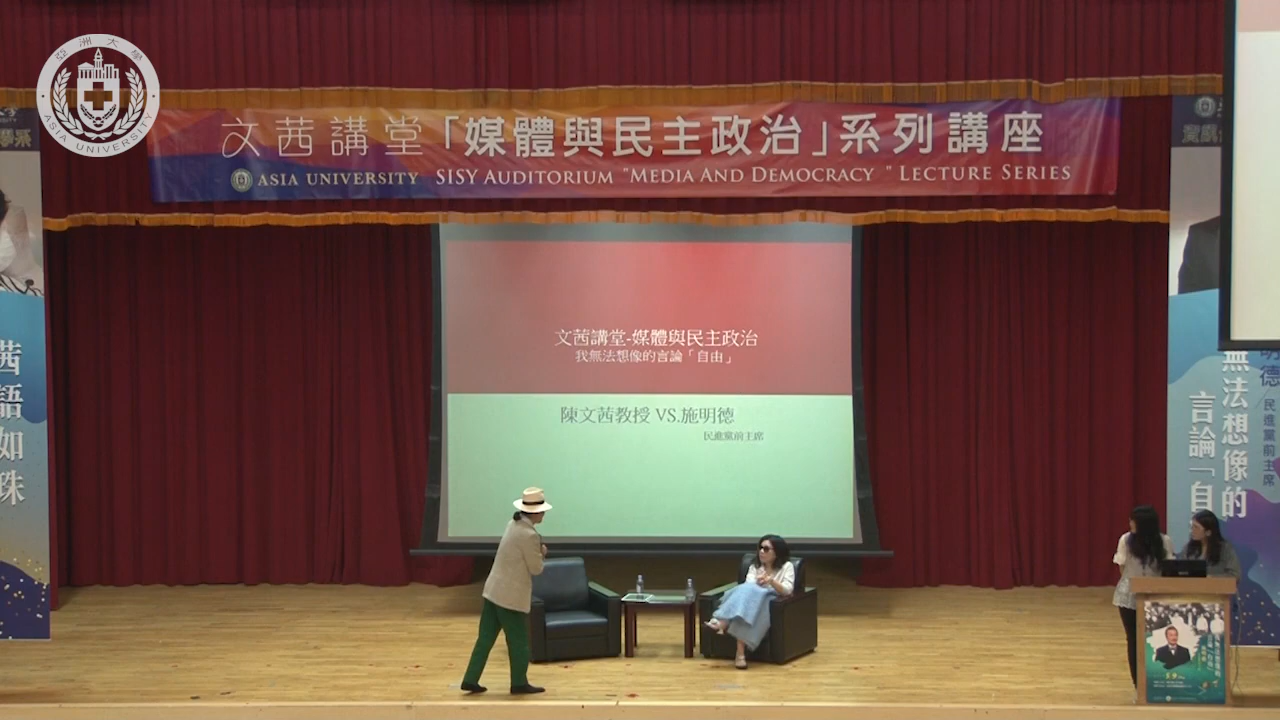 亞洲大學
ASIA UNIVERSITY
文茜講堂「媒體與民主政治」系列講座
ASIA UNIVERSITY SISY AUDITORIUM "MEDIA AND DEMOCRACY " LECTURE SERIES
文茜講堂-媒體與民主政治
我無法想像的言論「自由」
陳文茜教授 VS.施明德
民進黨前主席
茜語如珠
明德 民進黨前主席
無法想像的
言論「自